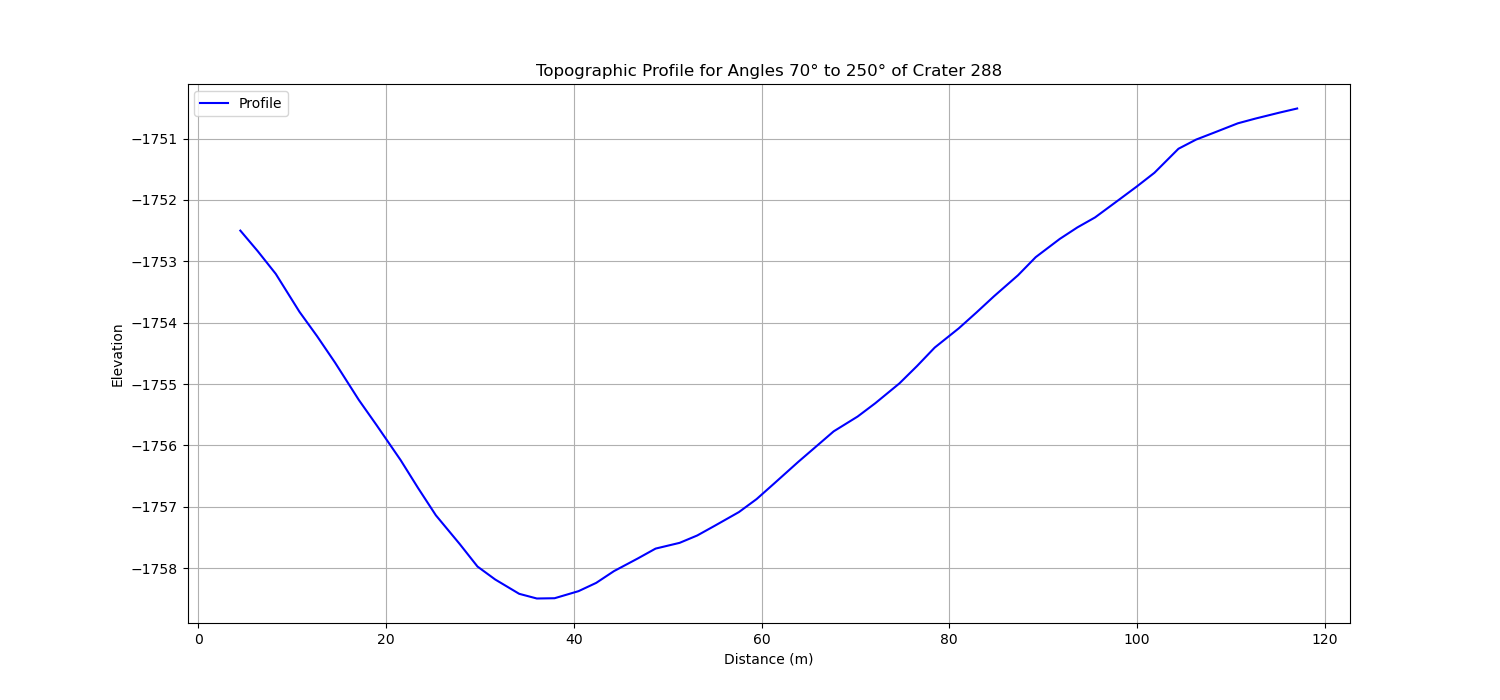 Topographic Profile for Angles 70° to 250° of Crater 288
Profile
−1751
−1752
−1753
−1754
−1755
−1756
−1757
−1758
Elevation
0 20 40 60 80 100 120
Distance (m)